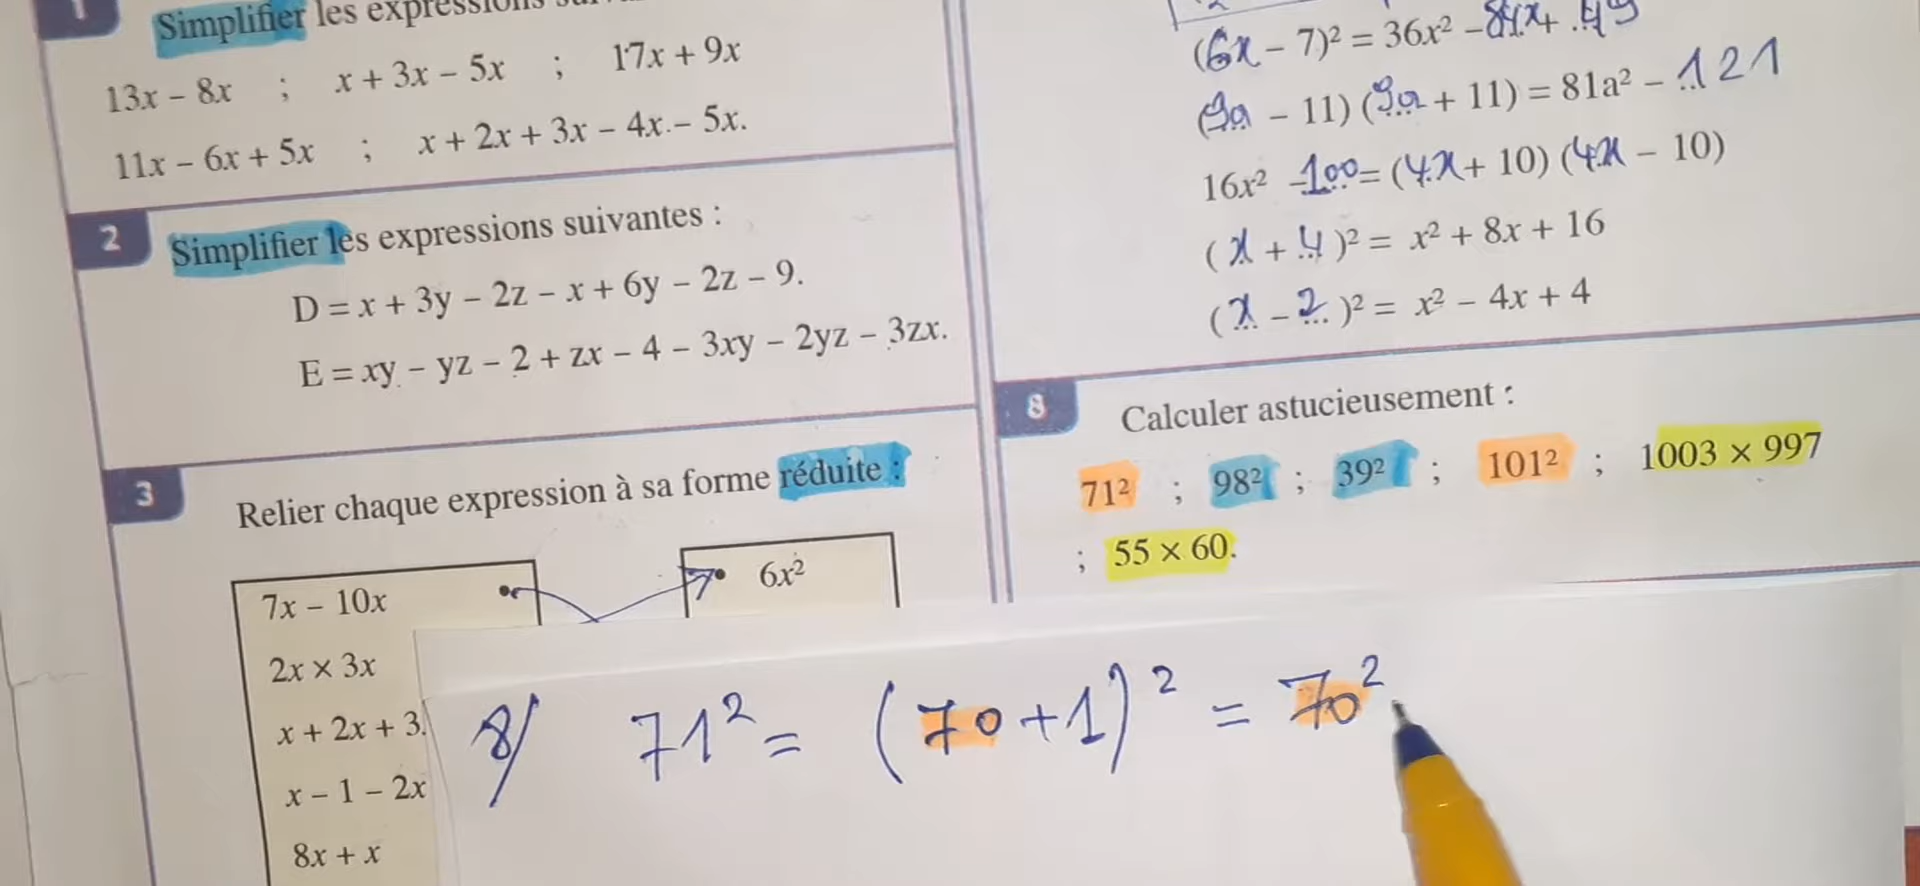 1
Simplifier les expressions
13x – 8x ; x + 3x – 5x ; 17x + 9x
11x – 6x + 5x ; x + 2x + 3x – 4x – 5x.
2
Simplifier les expressions suivantes :
D = x + 3y – 2z – x + 6y – 2z – 9.
E = xy – yz – 2 + zx – 4 – 3xy – 2yz – 3zx.
3
Relier chaque expression à sa forme réduite :
7x – 10x
6x²
2x × 3x
x + 2x + 3
x – 1 – 2x
8x + x
(6x – 7)² = 36x² – 84x + 49
(9a – 11) (9a + 11) = 81a² – 121
16x² – 100 = (4x + 10) (4x – 10)
( x + 4 )² = x² + 8x + 16
( x – 2 )² = x² – 4x + 4
8
Calculer astucieusement :
71² ; 98² ; 39² ; 101² ; 1003 × 997
; 55 × 60.
8/ 71² = (70+1)² = 70²